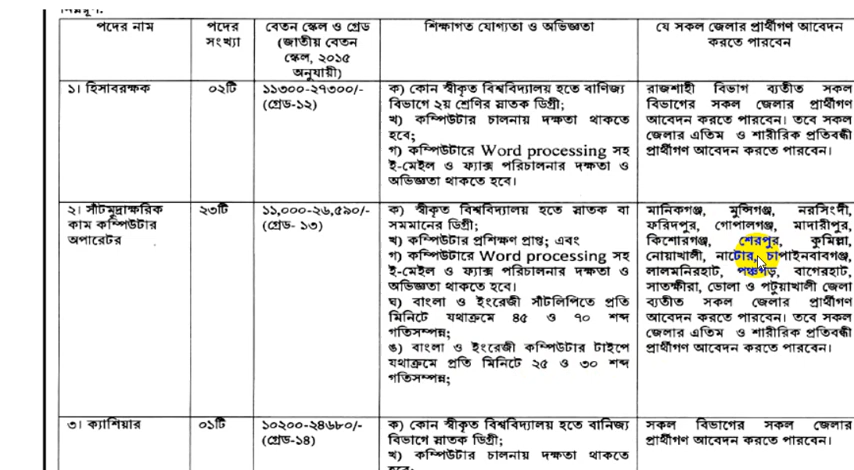 পদের নাম
পদের
সংখ্যা
বেতন স্কেল ও গ্রেড
(জাতীয় বেতন
স্কেল, ২০১৫
অনুযায়ী)
শিক্ষাগত যোগ্যতা ও অভিজ্ঞতা
যে সকল জেলার প্রার্থীগণ আবেদন
করতে পারবেন
১। হিসাবরক্ষক
০২টি
১১৩০০-২৭৩০০/-
(গ্রেড-১২)
ক) কোন স্বীকৃত বিশ্ববিদ্যালয় হতে বাণিজ্য
বিভাগে ২য় শ্রেণির স্নাতক ডিগ্রী;
খ) কম্পিউটার চালনায় দক্ষতা থাকতে
হবে;
গ) কম্পিউটারে Word processing সহ
ই-মেইল ও ফ্যাক্স পরিচালনার দক্ষতা ও
অভিজ্ঞতা থাকতে হবে।
রাজশাহী বিভাগ ব্যতীত সকল
বিভাগের সকল জেলার প্রার্থীগণ
আবেদন করতে পারবেন। তবে সকল
জেলার এতিম ও শারীরিক প্রতিবন্ধী
প্রার্থীগণ আবেদন করতে পারবেন।
২। সাঁটমুদ্রাক্ষরিক
কাম কম্পিউটার
অপারেটর
২৩টি
১১,০০০-২৬,৫৯০/-
(গ্রেড- ১৩)
ক) স্বীকৃত বিশ্ববিদ্যালয় হতে স্নাতক বা
সমমানের ডিগ্রী;
খ) কম্পিউটার প্রশিক্ষণ প্রাপ্ত; এবং
গ) কম্পিউটারে Word processing সহ
ই-মেইল ও ফ্যাক্স পরিচালনার দক্ষতা ও
অভিজ্ঞতা থাকতে হবে।
ঘ) বাংলা ও ইংরেজী সাঁটলিপিতে প্রতি
মিনিটে যথাক্রমে ৪৫ ও ৭০ শব্দ
গতিসম্পন্ন;
ঙ) বাংলা ও ইংরেজী কম্পিউটার টাইপে
যথাক্রমে প্রতি মিনিটে ২৫ ও ৩০ শব্দ
গতিসম্পন্ন;
মানিকগঞ্জ, মুন্সিগঞ্জ, নরসিংদী,
ফরিদপুর, গোপালগঞ্জ, মাদারীপুর,
কিশোরগঞ্জ, শেরপুর, কুমিল্লা,
নোয়াখালী, নাটোর, চাপাইনবাবগঞ্জ,
লালমনিরহাট, পঞ্চগড়, বাগেরহাট,
সাতক্ষীরা, ভোলা ও পটুয়াখালী জেলা
ব্যতীত সকল জেলার প্রার্থীগণ
আবেদন করতে পারবেন। তবে সকল
জেলার এতিম ও শারীরিক প্রতিবন্ধী
প্রার্থীগণ আবেদন করতে পারবেন।
৩। ক্যাশিয়ার
০১টি
১০২০০-২৪৬৮০/-
(গ্রেড-১৪)
ক) কোন স্বীকৃত বিশ্ববিদ্যালয় হতে বানিজ্য
বিভাগে স্নাতক ডিগ্রী;
খ) কম্পিউটার চালনায় দক্ষতা থাকতে
সকল বিভাগের সকল জেলার
প্রার্থীগণ আবেদন করতে পারবেন।